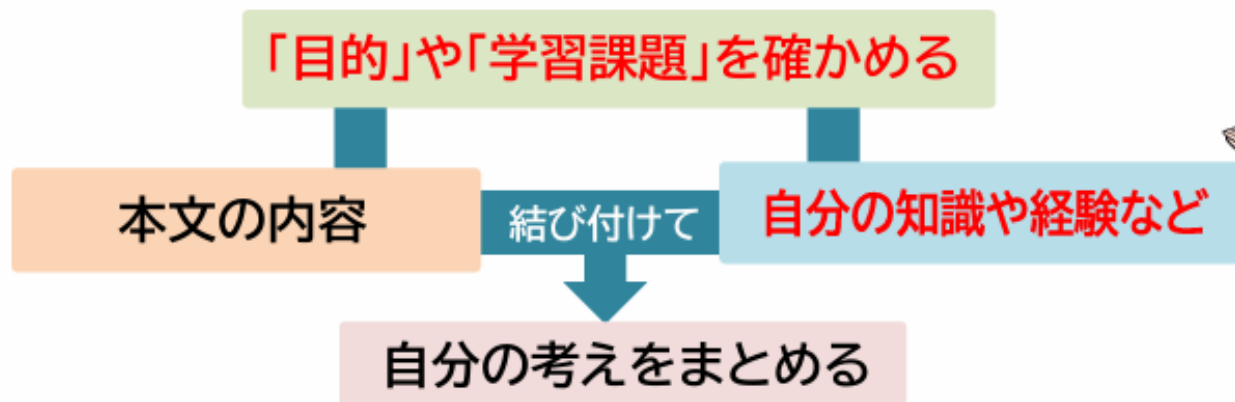 「目的」や「学習課題」を確かめる
本文の内容
結び付けて
自分の知識や経験など
自分の考えをまとめる